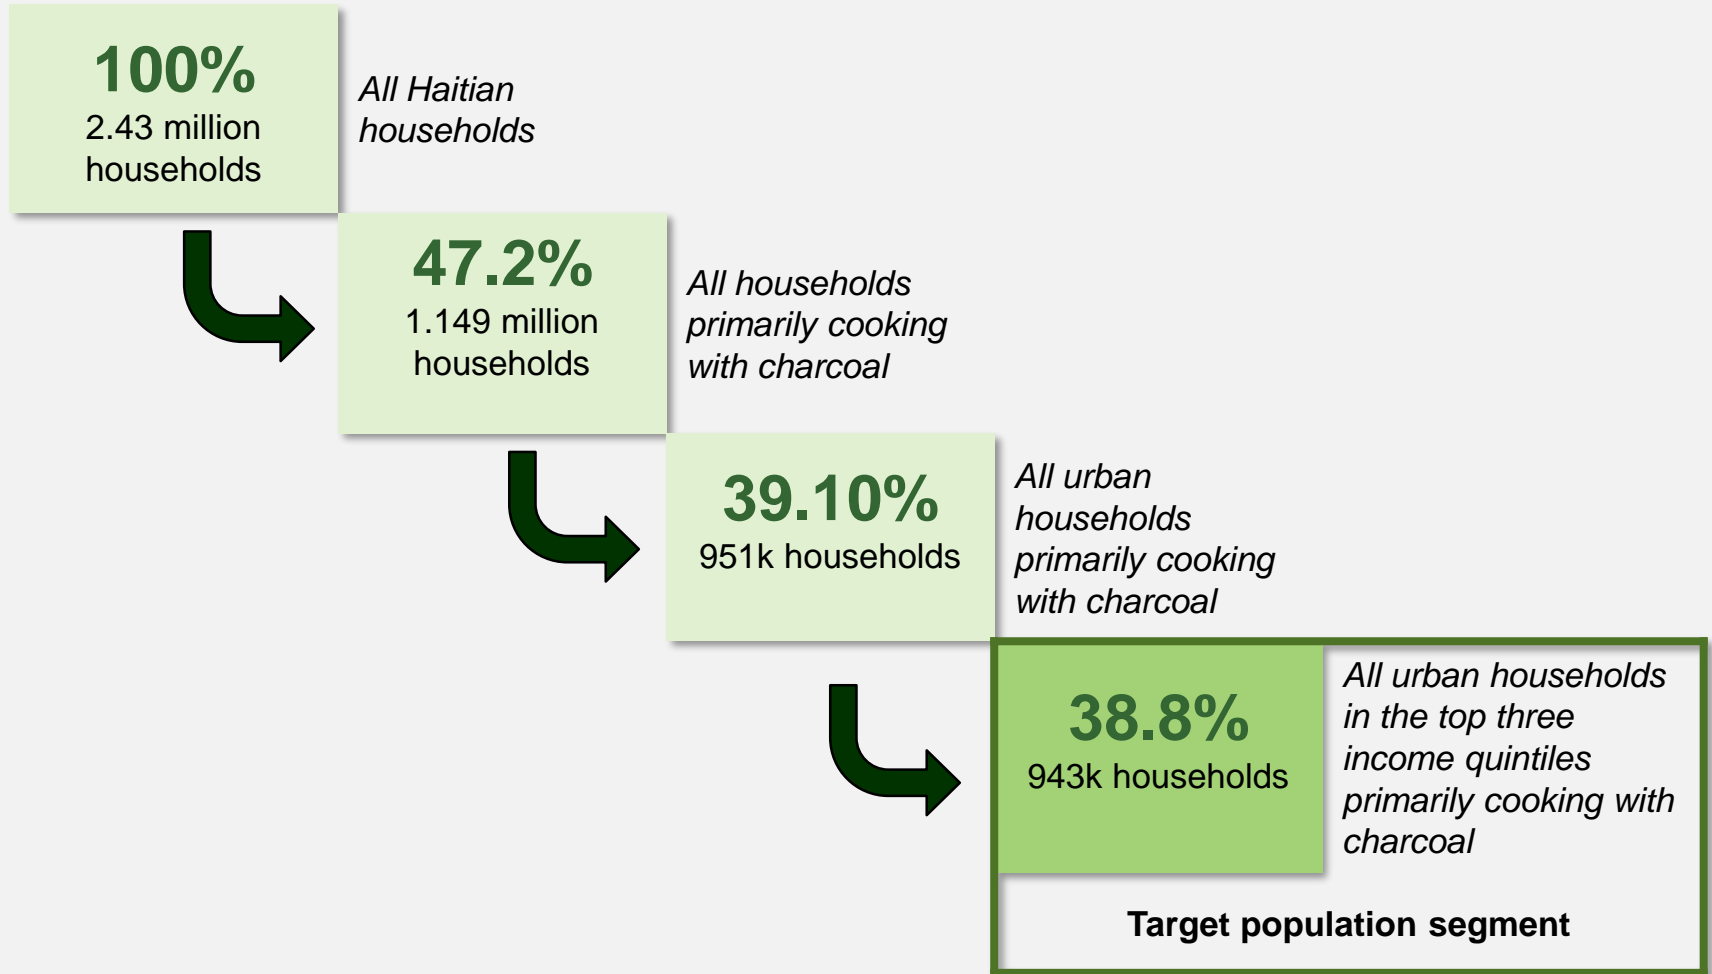 100%
2.43 million
households
All Haitian
households
47.2%
1.149 million
households
All households
primarily cooking
with charcoal
39.10%
951k households
All urban
households
primarily cooking
with charcoal
38.8%
943k households
All urban households
in the top three
income quintiles
primarily cooking with
charcoal
Target population segment